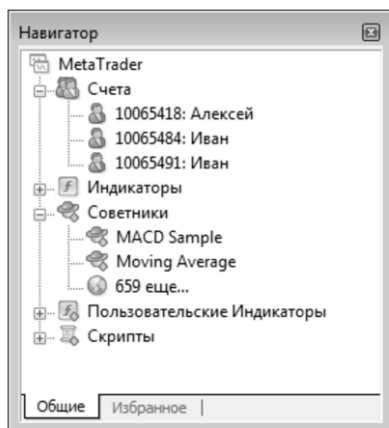 Навигатор
MetaTrader
Счета
10065418: Алексей
10065484: Иван
10065491: Иван
Индикаторы
Советники
MACD Sample
Moving Average
659 еще...
Пользовательские Индикаторы
Скрипты
Общие Избранное